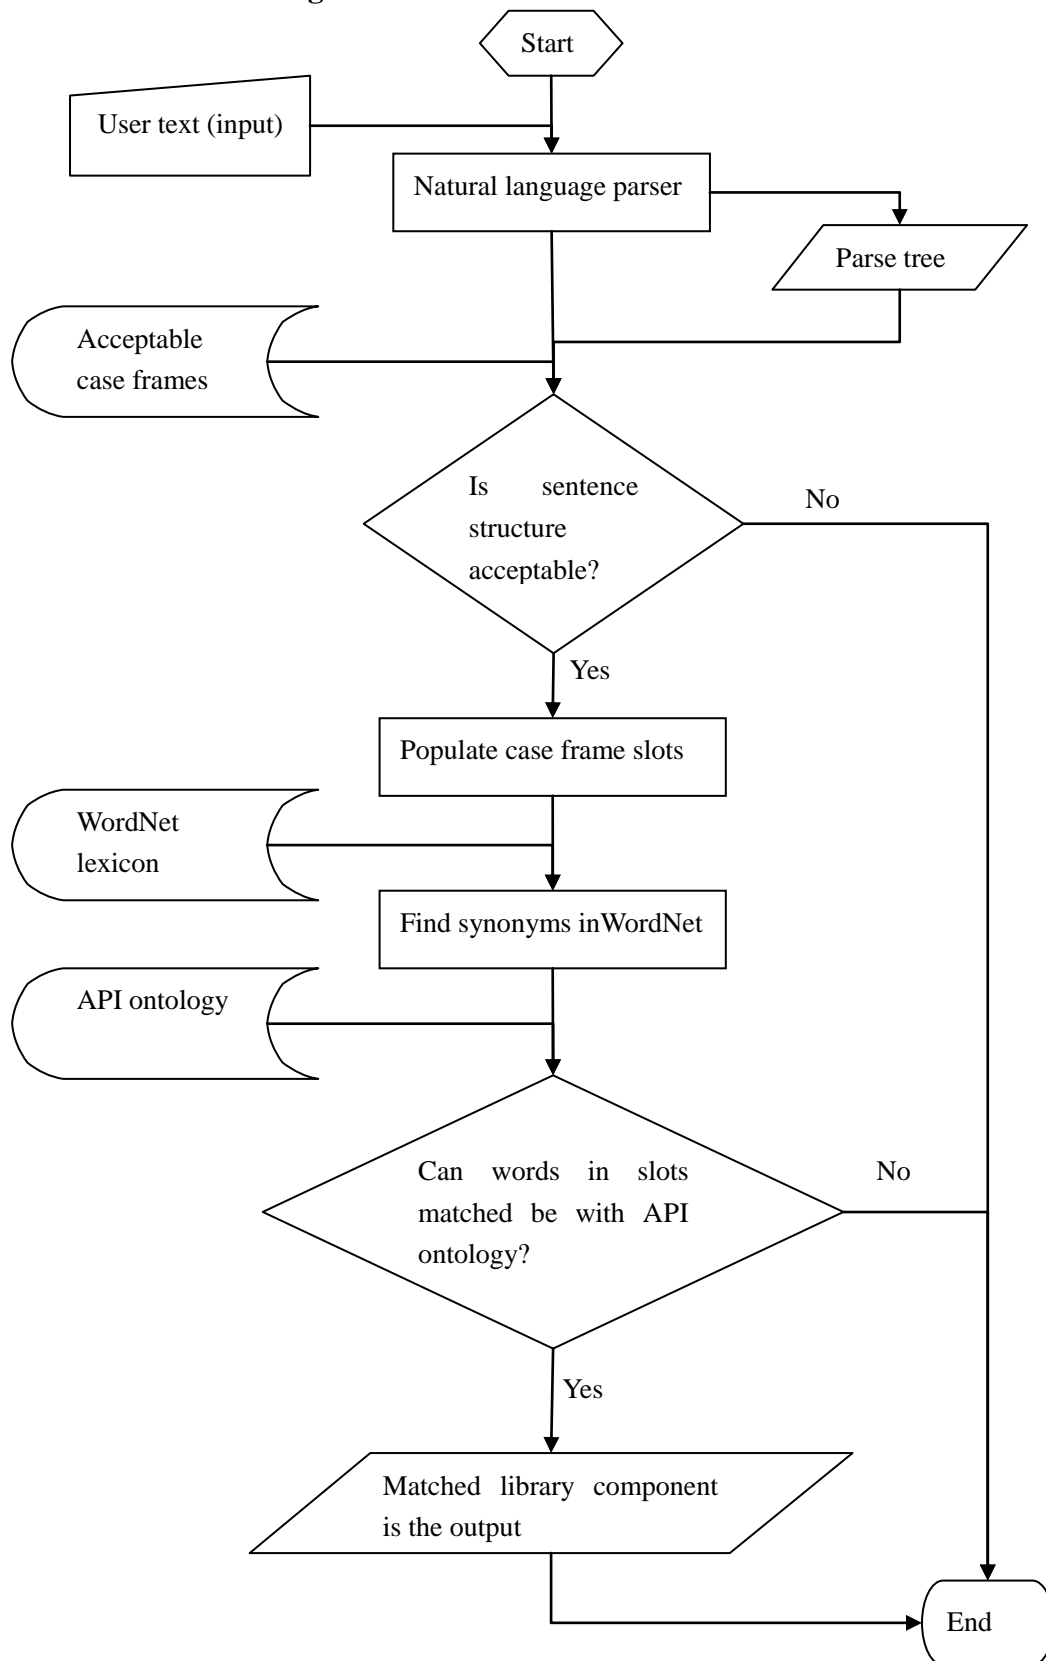 Start
User text (input)
Natural language parser
Parse tree
Acceptable
case frames
Is sentence
structure
acceptable?
No
Yes
Populate case frame slots
WordNet
lexicon
Find synonyms inWordNet
API ontology
Can words in slots
matched be with API
ontology?
No
Yes
Matched library component
is the output
End